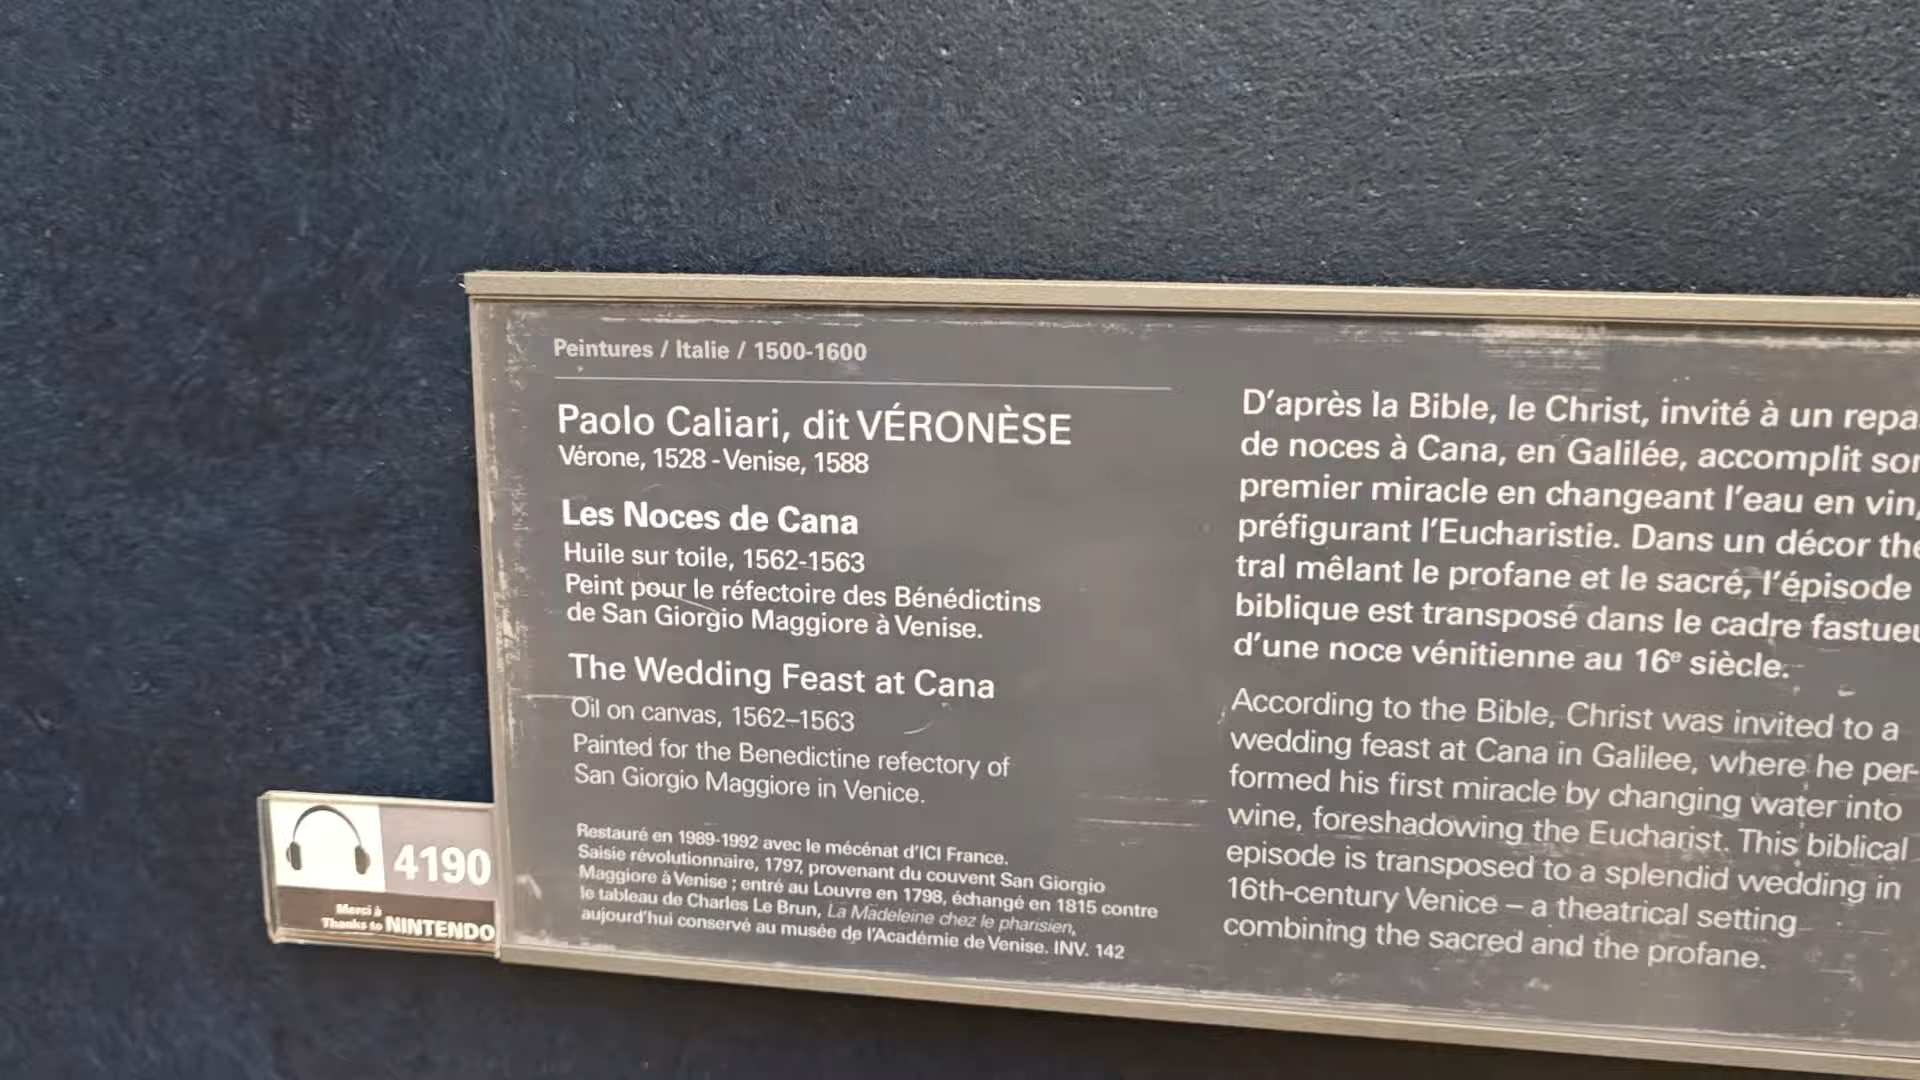 Peintures / Italie / 1500-1600
Paolo Caliari, dit VÉRONÈSE
Vérone, 1528 - Venise, 1588
Les Noces de Cana
Huile sur toile, 1562-1563
Peint pour le réfectoire des Bénédictins
de San Giorgio Maggiore à Venise.
The Wedding Feast at Cana
Oil on canvas, 1562–1563
Painted for the Benedictine refectory of
San Giorgio Maggiore in Venice.
Restauré en 1989-1992 avec le mécénat d'ICI France.
Saisie révolutionnaire, 1797, provenant du couvent San Giorgio
Maggiore à Venise ; entré au Louvre en 1798, échangé en 1815 contre
le tableau de Charles Le Brun, La Madeleine chez le pharisien,
aujourd'hui conservé au musée de l'Académie de Venise. INV. 142
D'après la Bible, le Christ, invité à un repa
de noces à Cana, en Galilée, accomplit son
premier miracle en changeant l'eau en vin,
préfigurant l'Eucharistie. Dans un décor thé
tral mêlant le profane et le sacré, l'épisode
biblique est transposé dans le cadre fastueu
d'une noce vénitienne au 16e siècle.
According to the Bible, Christ was invited to a
wedding feast at Cana in Galilee, where he per-
formed his first miracle by changing water into
wine, foreshadowing the Eucharist. This biblical
episode is transposed to a splendid wedding in
16th-century Venice – a theatrical setting
combining the sacred and the profane.
4190
Merci à
Thanks to NINTENDO